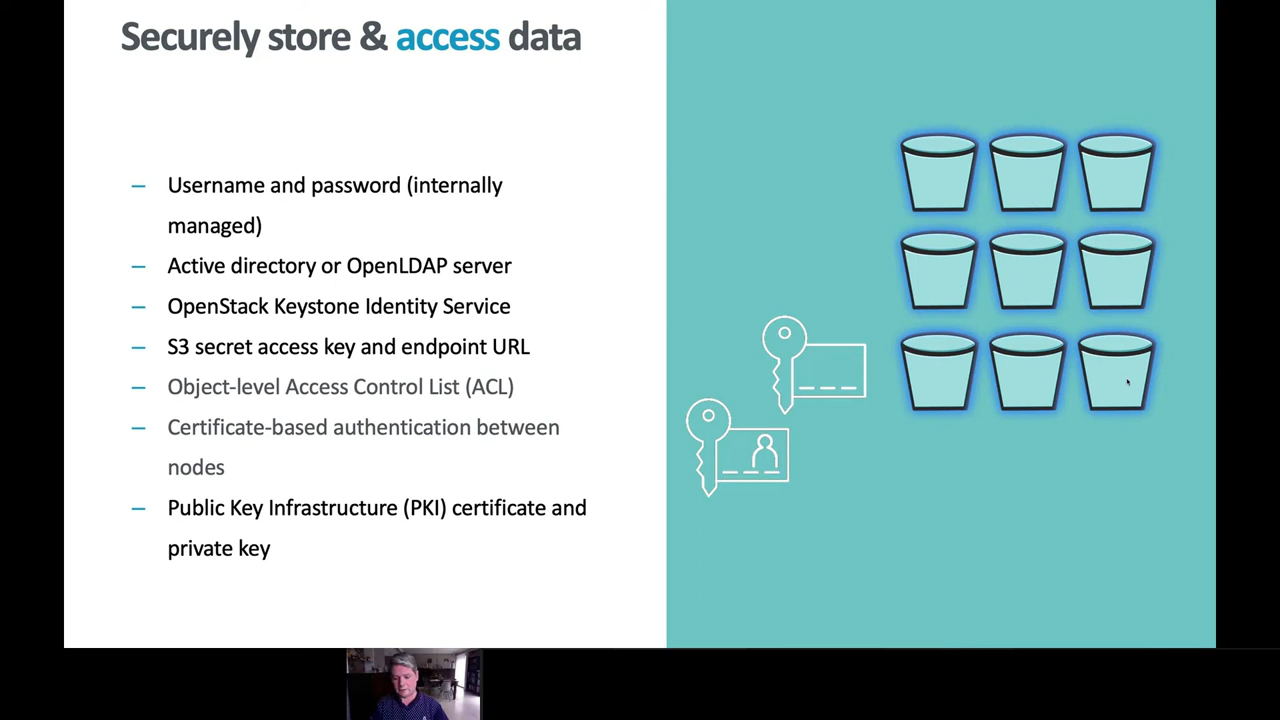 Securely store & access data
– Username and password (internally
managed)
– Active directory or OpenLDAP server
– OpenStack Keystone Identity Service
– S3 secret access key and endpoint URL
– Object-level Access Control List (ACL)
– Certificate-based authentication between
nodes
– Public Key Infrastructure (PKI) certificate and
private key